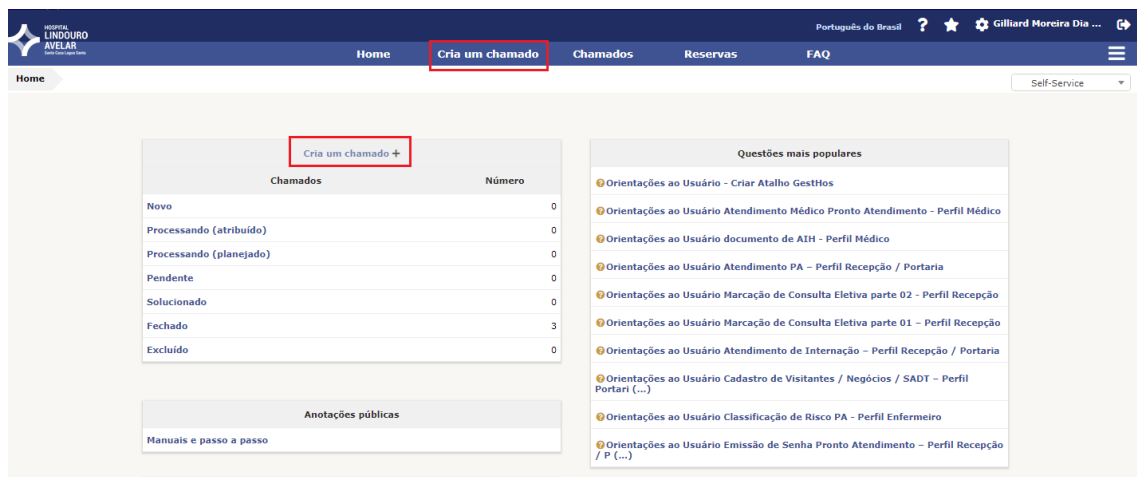 HOSPITAL
LINDOURO
AVELAR
Santa Casa Lagoa Santa
Português do Brasil ? Gilliard Moreira Dia ...
Home Cria um chamado Chamados Reservas FAQ
Home
Self-Service
Cria um chamado +
Chamados Número
Novo 0
Processando (atribuído) 0
Processando (planejado) 0
Pendente 0
Solucionado 0
Fechado 3
Excluído 0
Anotações públicas
Manuais e passo a passo
Questões mais populares
Orientações ao Usuário - Criar Atalho GestHos
Orientações ao Usuário Atendimento Médico Pronto Atendimento - Perfil Médico
Orientações ao Usuário documento de AIH - Perfil Médico
Orientações ao Usuário Atendimento PA – Perfil Recepção / Portaria
Orientações ao Usuário Marcação de Consulta Eletiva parte 02 - Perfil Recepção
Orientações ao Usuário Marcação de Consulta Eletiva parte 01 – Perfil Recepção
Orientações ao Usuário Atendimento de Internação – Perfil Recepção / Portaria
Orientações ao Usuário Cadastro de Visitantes / Negócios / SADT – Perfil
Portari (...)
Orientações ao Usuário Classificação de Risco PA - Perfil Enfermeiro
Orientações ao Usuário Emissão de Senha Pronto Atendimento – Perfil Recepção
/ P (...)